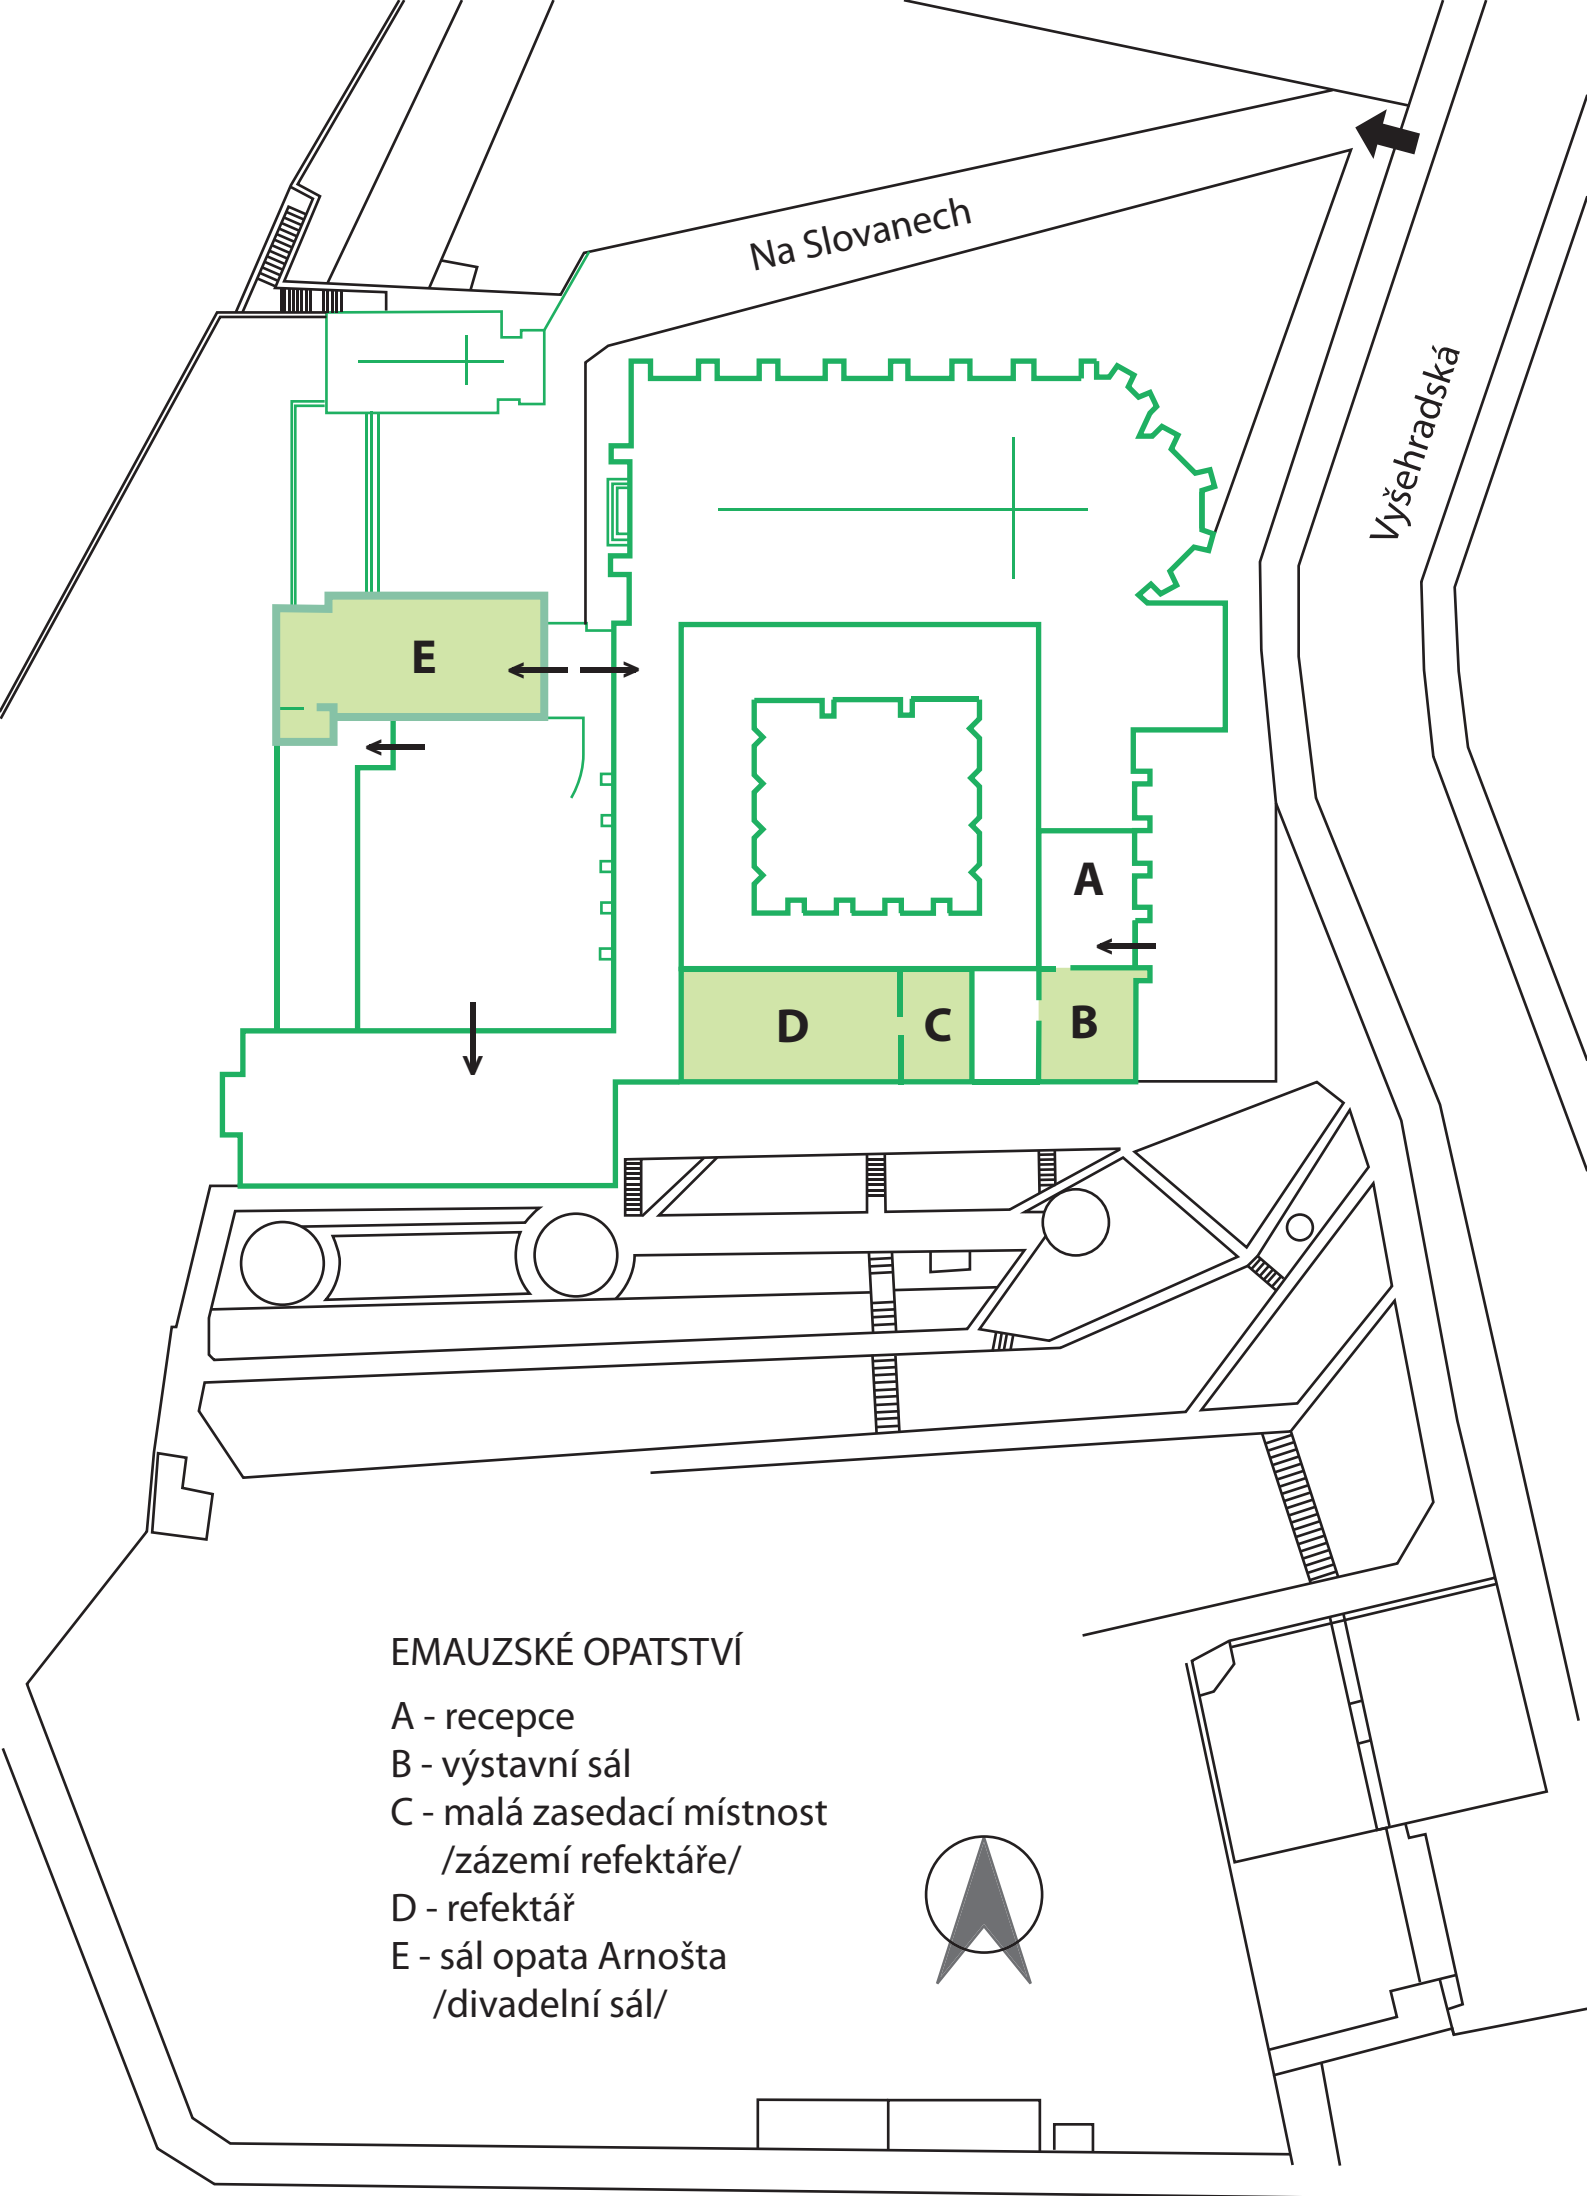 Na Slovanech
Vyšehradská
E
A
D
C
B
EMAUZSKÉ OPATSTVÍ
A - recepce
B - výstavní sál
C - malá zasedací místnost
/zázemí refektáře/
D - refektář
E - sál opata Arnošta
/divadelní sál/